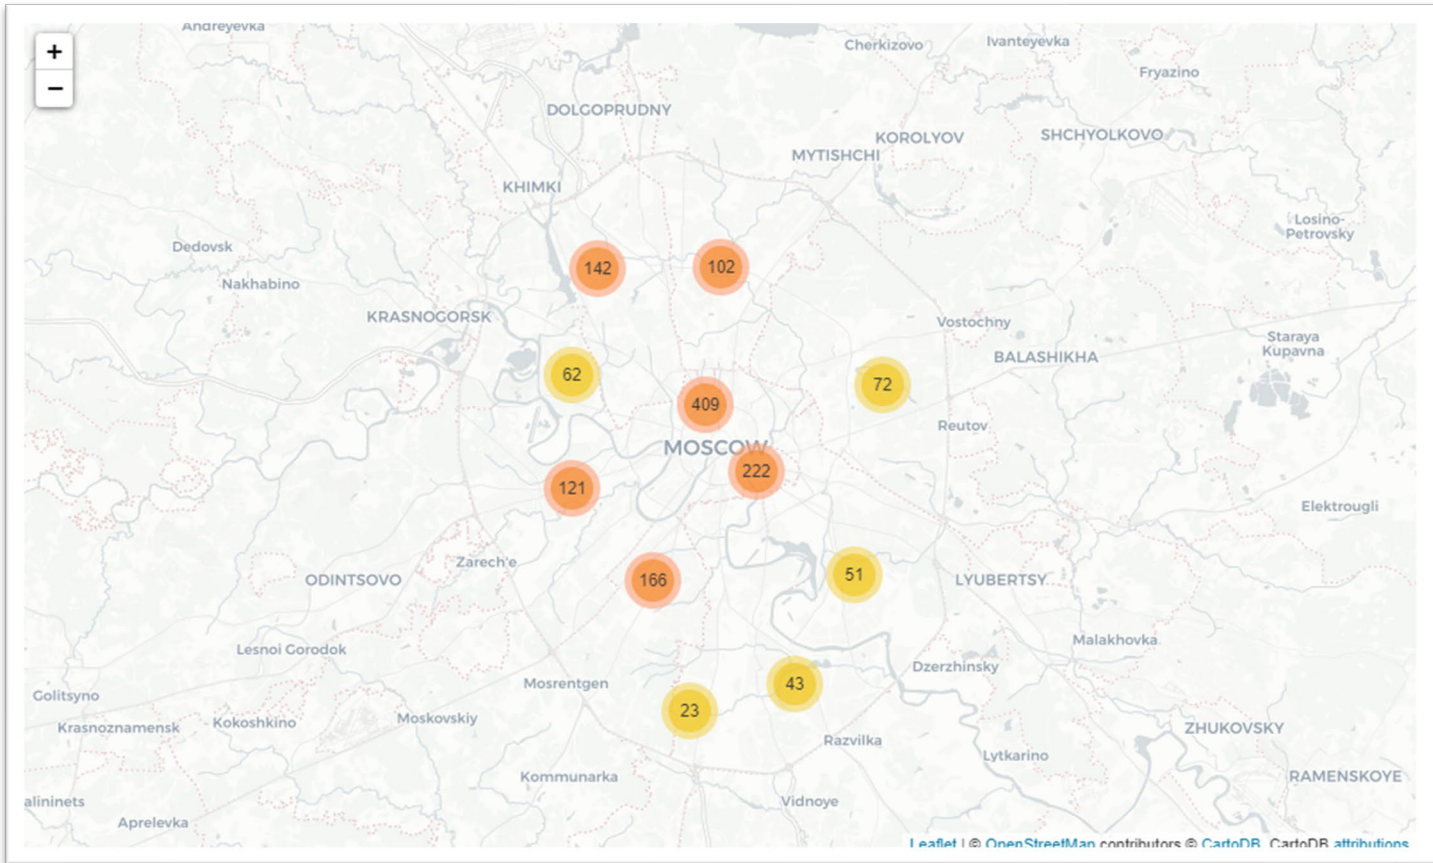 Andreyevka
+
−
Cherkizovo
Ivanteyevka
Fryazino
DOLGOPRUDNY
KOROLYOV
SHCHYOLKOVO
MYTISHCHI
KHIMKI
Losino-
Petrovsky
Dedovsk
142
102
Nakhabino
KRASNOGORSK
Vostochny
Staraya
Kupavna
BALASHIKHA
62
72
409
Reutov
MOSCOW
222
121
Elektrougli
Zarech'e
ODINTSOVO
166
51
LYUBERTSY
Malakhovka
Lesnoi Gorodok
Dzerzhinsky
Mosrentgen
43
Golitsyno
23
Krasnoznamensk
Kokoshkino
Moskovskiy
ZHUKOVSKY
Razvilka
Lytkarino
Kommunarka
RAMENSKOYE
alininets
Vidnoye
Aprelevka
Leaflet | © OpenStreetMap contributors © CartoDB, CartoDB attributions